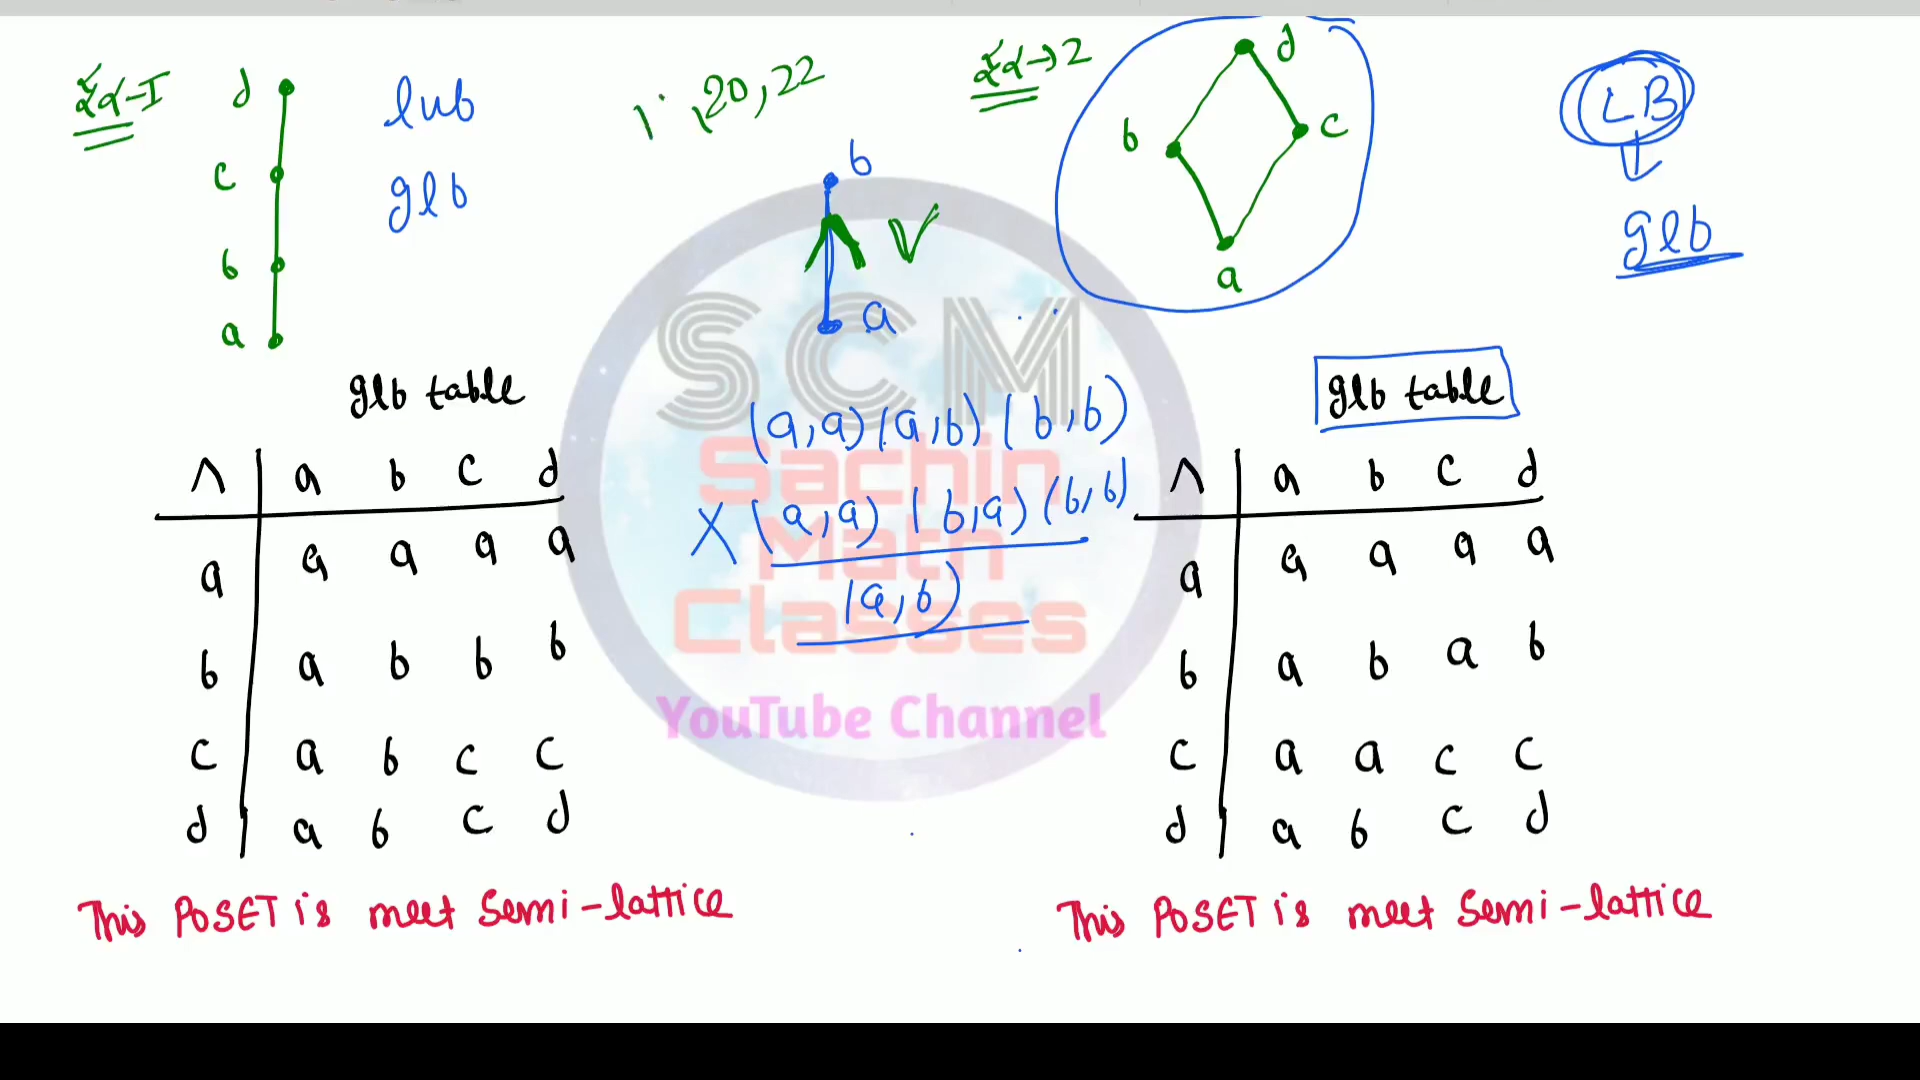 Ex-I
d
c
b
a
lub
glb
1. ,20,22
b
a
V
Ex→2
d
b
c
a
LB
glb
glb table
∧ a b c d
a a a a a
b a b b b
c a b c c
d a b c d
This POSET is meet Semi-lattice
(a,a) (a,b) (b,b)
X (a,a) (b,a) (b,b)
(a,b)
SCM
Sachin
Math
Classes
YouTube Channel
glb table
∧ a b c d
a a a a a
b a b a b
c a a c c
d a b c d
This POSET is meet Semi-lattice